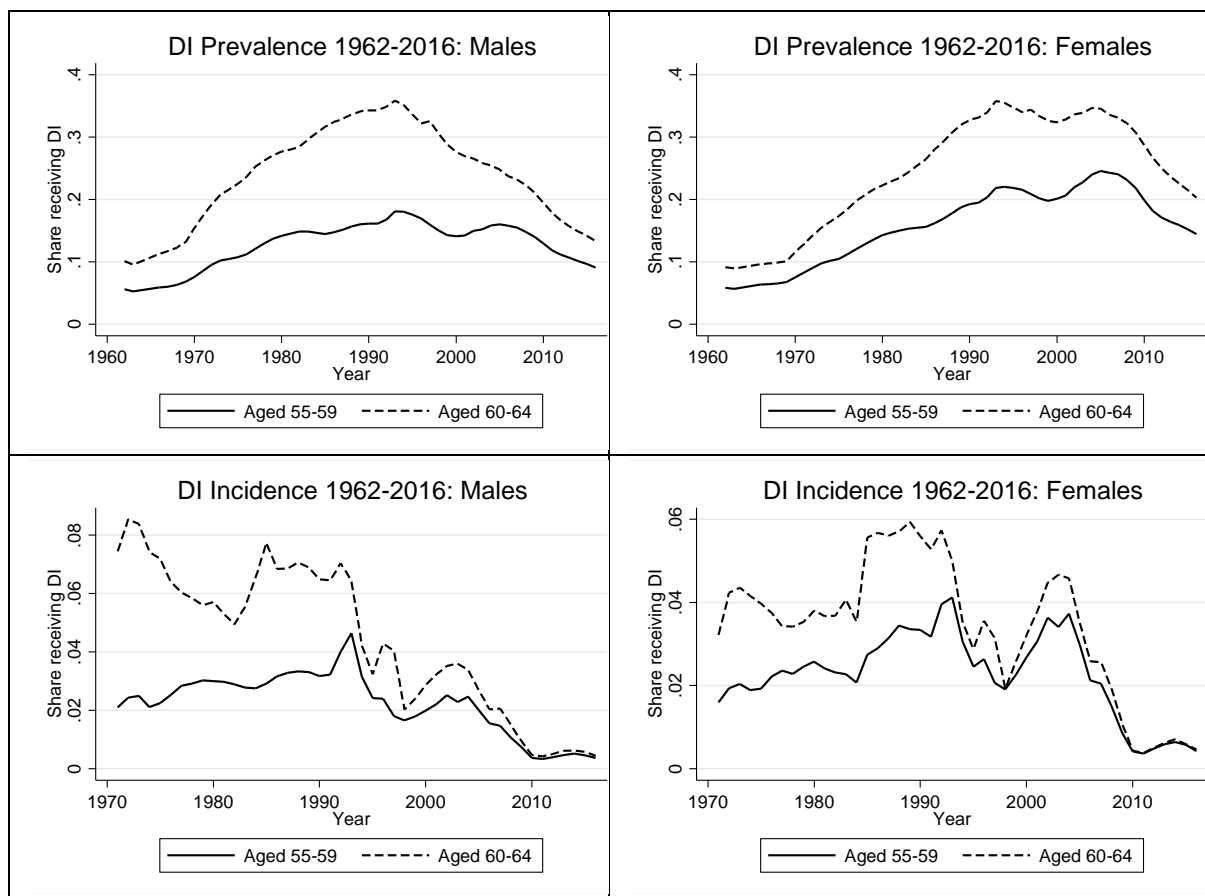 DI Prevalence 1962-2016: Males
Share receiving DI
0 .1 .2 .3 .4
1960 1970 1980 1990 2000 2010
Year
Aged 55-59 Aged 60-64
DI Prevalence 1962-2016: Females
Share receiving DI
0 .1 .2 .3 .4
1960 1970 1980 1990 2000 2010
Year
Aged 55-59 Aged 60-64
DI Incidence 1962-2016: Males
Share receiving DI
0 .02 .04 .06 .08
1970 1980 1990 2000 2010
Year
Aged 55-59 Aged 60-64
DI Incidence 1962-2016: Females
Share receiving DI
0 .02 .04 .06
1970 1980 1990 2000 2010
Year
Aged 55-59 Aged 60-64